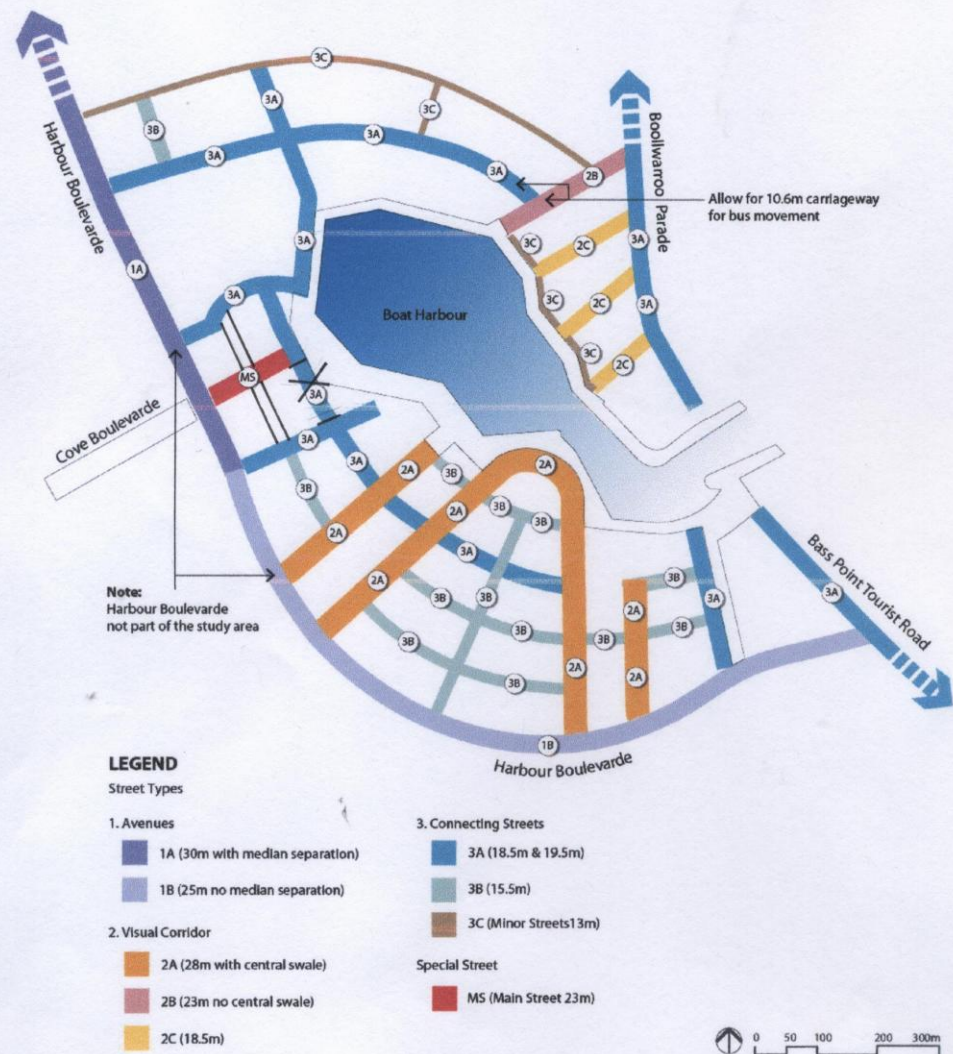 3C
3A
3C
3B
3A
3A
3A
2B
Harbour Boulevarde
Boollwarroo Parade
Allow for 10.6m carriageway
for bus movement
3A
3C
2C
3A
1A
3A
3C
2C
3A
Boat Harbour
3C
2C
MS
3A
Cove Boulevarde
3A
3A
2A
3B
2A
3B
3B
3B
2A
2A
3A
Bass Point Tourist Road
2A
3B
3B
3B
2A
3A
3A
Note:
Harbour Boulevarde
not part of the study area
3B
3B
3B
3B
2A
2A
3B
1B
Harbour Boulevarde
LEGEND
Street Types
1. Avenues
1A (30m with median separation)
1B (25m no median separation)
2. Visual Corridor
2A (28m with central swale)
2B (23m no central swale)
2C (18.5m)
3. Connecting Streets
3A (18.5m & 19.5m)
3B (15.5m)
3C (Minor Streets13m)
Special Street
MS (Main Street 23m)
0 50 100 200 300m